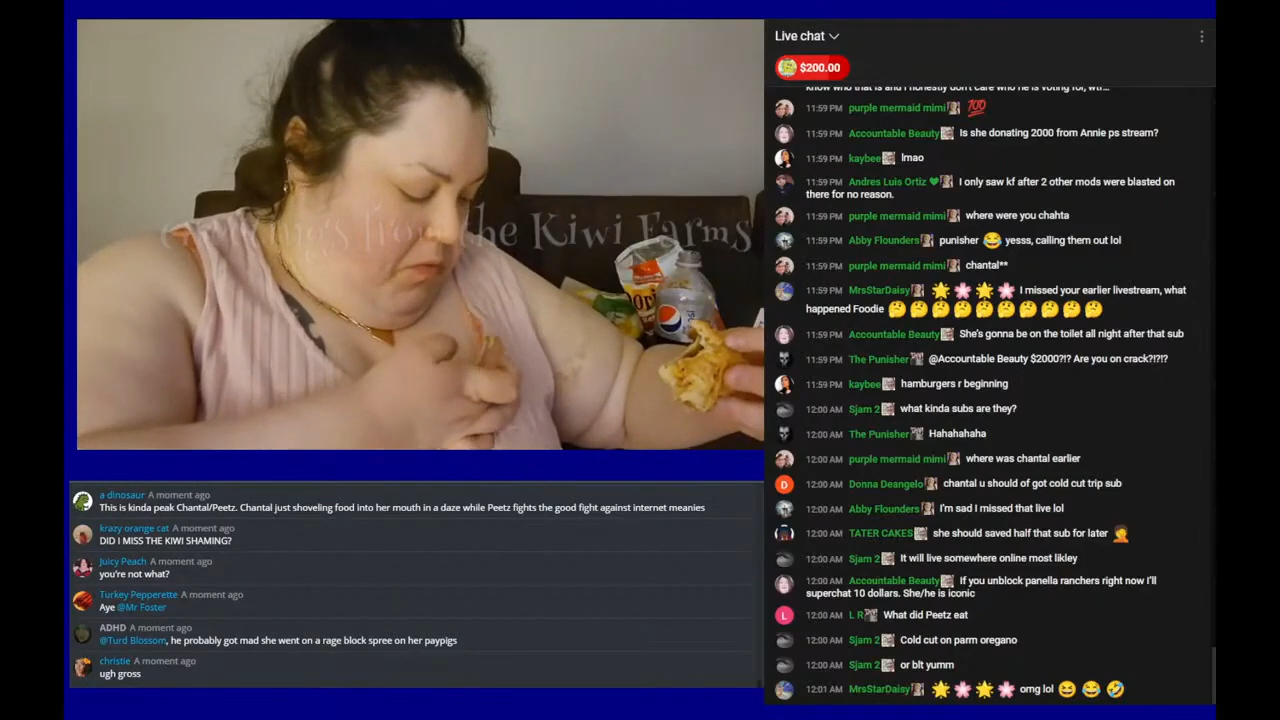 from the Kiwi Farms
a dinosaur A moment ago
This is kinda peak Chantal/Peetz. Chantal just shoveling food into her mouth in a daze while Peetz fights the good fight against internet meanies
krazy orange cat A moment ago
DID I MISS THE KIWI SHAMING?
Juicy Peach A moment ago
you're not what?
Turkey Pepperette A moment ago
Aye @Mr Foster
ADHD A moment ago
@Turd Blossom, he probably got mad she went on a rage block spree on her paypigs
christie A moment ago
ugh gross
Live chat
$200.00
know who that is and I honestly don't care who he is voting for, wtf...
11:59 PM purple mermaid mimi 💯
11:59 PM Accountable Beauty Is she donating 2000 from Annie ps stream?
11:59 PM kaybee lmao
11:59 PM Andres Luis Ortiz 💚 I only saw kf after 2 other mods were blasted on
there for no reason.
11:59 PM purple mermaid mimi where were you chahta
11:59 PM Abby Flounders punisher 😂 yesss, calling them out lol
11:59 PM purple mermaid mimi chantal**
11:59 PM MrsStarDaisy 🌟🌸🌟🌸 I missed your earlier livestream, what
happened Foodie 🤔🤔🤔🤔🤔🤔🤔🤔🤔🤔
11:59 PM Accountable Beauty She's gonna be on the toilet all night after that sub
11:59 PM The Punisher @Accountable Beauty $2000?!? Are you on crack?!?!?
11:59 PM kaybee hamburgers r beginning
12:00 AM Sjam 2 what kinda subs are they?
12:00 AM The Punisher Hahahahaha
12:00 AM purple mermaid mimi where was chantal earlier
12:00 AM Donna Deangelo chantal u should of got cold cut trip sub
12:00 AM Abby Flounders I'm sad I missed that live lol
12:00 AM TATER CAKES she should saved half that sub for later 🤦
12:00 AM Sjam 2 It will live somewhere online most likley
12:00 AM Accountable Beauty If you unblock panella ranchers right now I'll
superchat 10 dollars. She/he is iconic
12:00 AM L R What did Peetz eat
12:00 AM Sjam 2 Cold cut on parm oregano
12:00 AM Sjam 2 or blt yumm
12:01 AM MrsStarDaisy 🌟🌸🌟🌸 omg lol 😆😂🤣